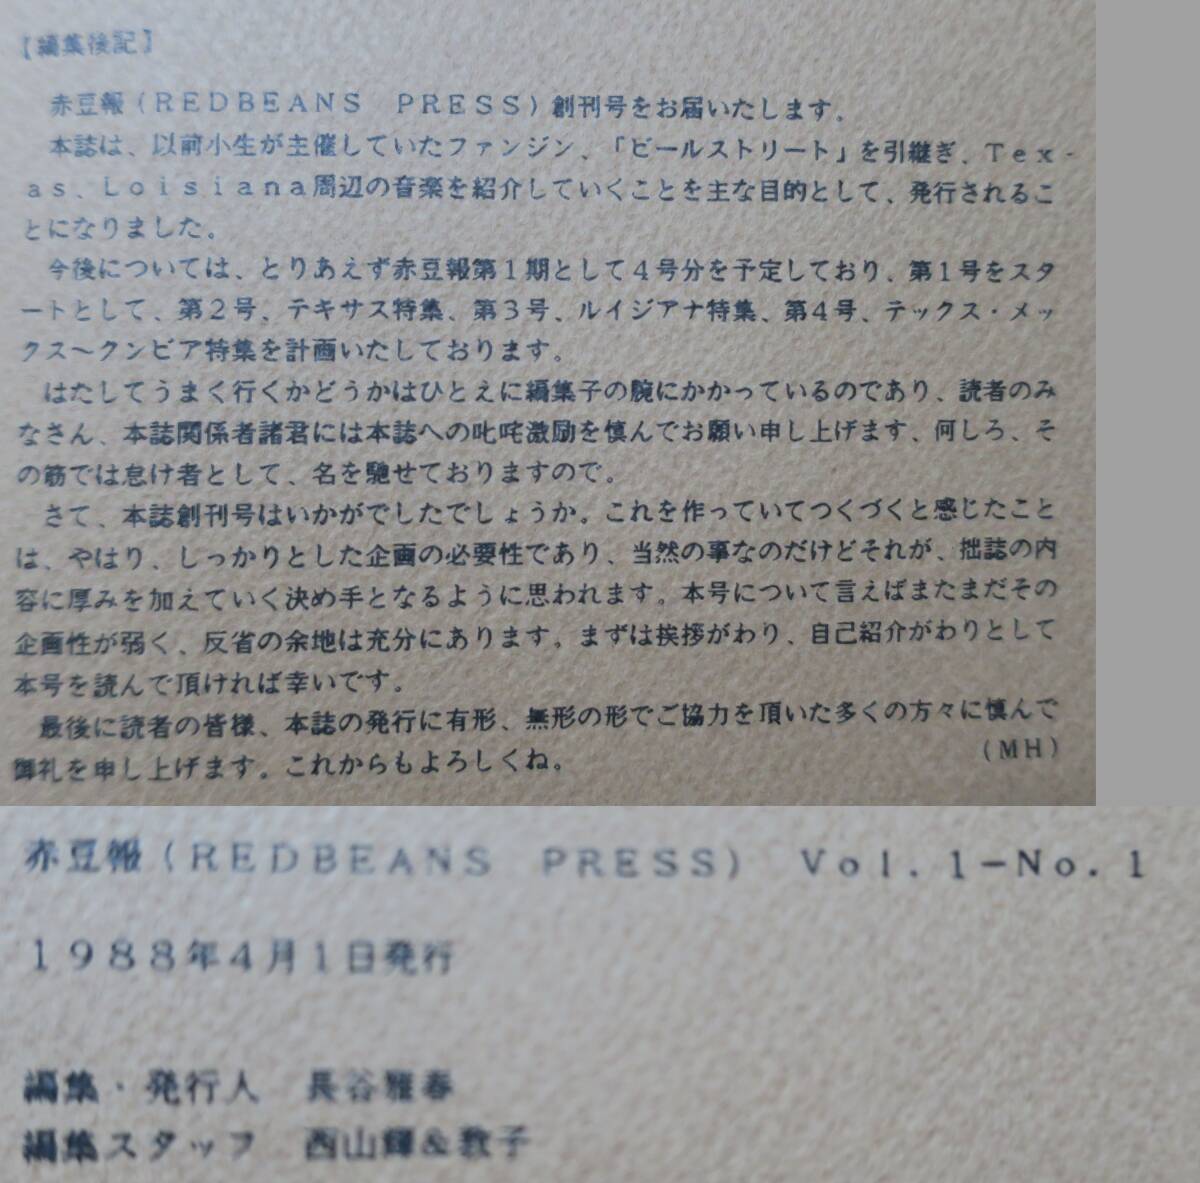 【編集後記】
赤豆報（ＲＥＤＢＥＡＮＳ　ＰＲＥＳＳ）創刊号をお届いたします。
本誌は、以前小生が主催していたファンジン、「ビールストリート」を引継ぎ、Ｔｅｘ-
ａｓ、Ｌｏｉｓｉａｎａ周辺の音楽を紹介していくことを主な目的として、発行されるこ
とになりました。
今後については、とりあえず赤豆報第１期として４号分を予定しており、第１号をスタ
ートとして、第２号、テキサス特集、第３号、ルイジアナ特集、第４号、テックス・メッ
クス～クンビア特集を計画いたしております。
はたしてうまく行くかどうかはひとえに編集子の腕にかかっているのであり、読者のみ
なさん、本誌関係者諸君には本誌への叱咤激励を慎んでお願い申し上げます、何しろ、そ
の筋では怠け者として、名を馳せておりますので。
さて、本誌創刊号はいかがでしたでしょうか。これを作っていてつくづくと感じたこと
は、やはり、しっかりとした企画の必要性であり、当然の事なのだけどそれが、拙誌の内
容に厚みを加えていく決め手となるように思われます。本号について言えばまたまだその
企画性が弱く、反省の余地は充分にあります。まずは挨拶がわり、自己紹介がわりとして
本号を読んで頂ければ幸いです。
最後に読者の皆様、本誌の発行に有形、無形の形でご協力を頂いた多くの方々に慎んで
御礼を申し上げます。これからもよろしくね。　（ＭＨ）
赤豆報（ＲＥＤＢＥＡＮＳ　ＰＲＥＳＳ）　Ｖｏｌ．１－Ｎｏ．１
１９８８年４月１日発行
編集・発行人　長谷雅春
編集スタッフ　西山輝＆敦子